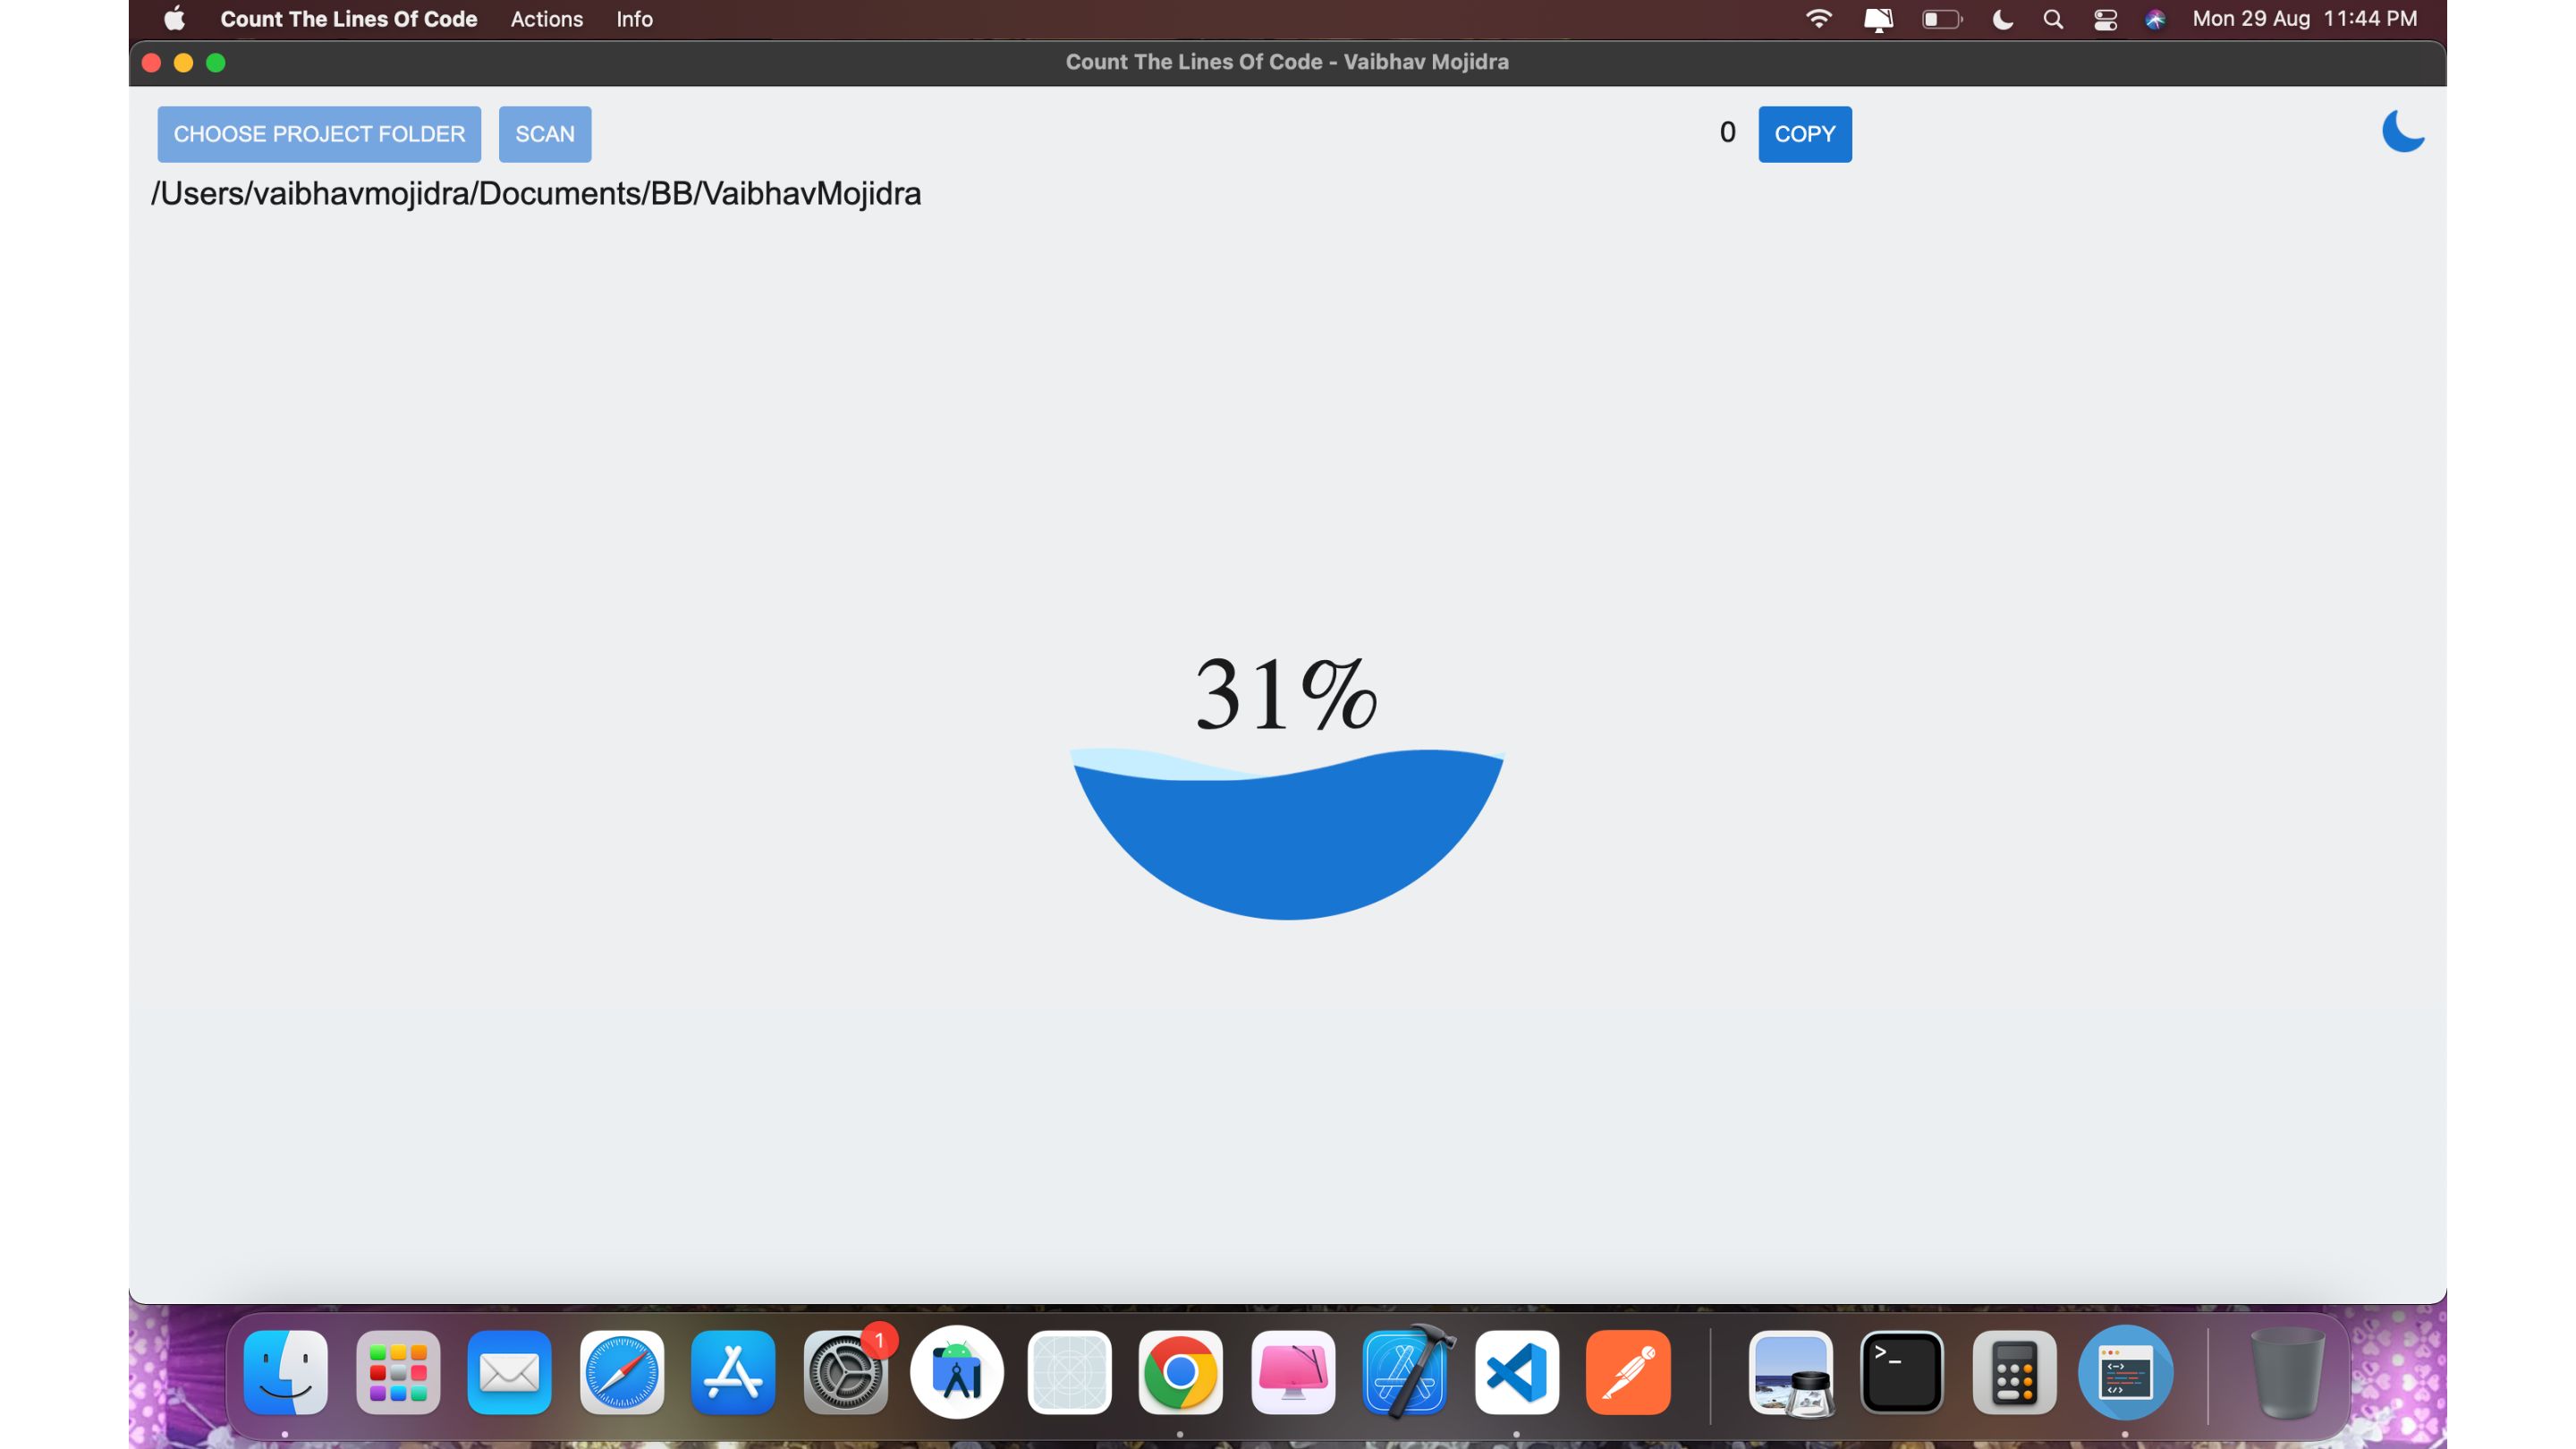 Count The Lines Of Code Actions Info Mon 29 Aug 11:44 PM
Count The Lines Of Code - Vaibhav Mojidra
CHOOSE PROJECT FOLDER SCAN 0 COPY
/Users/vaibhavmojidra/Documents/BB/VaibhavMojidra
31%
1
>_